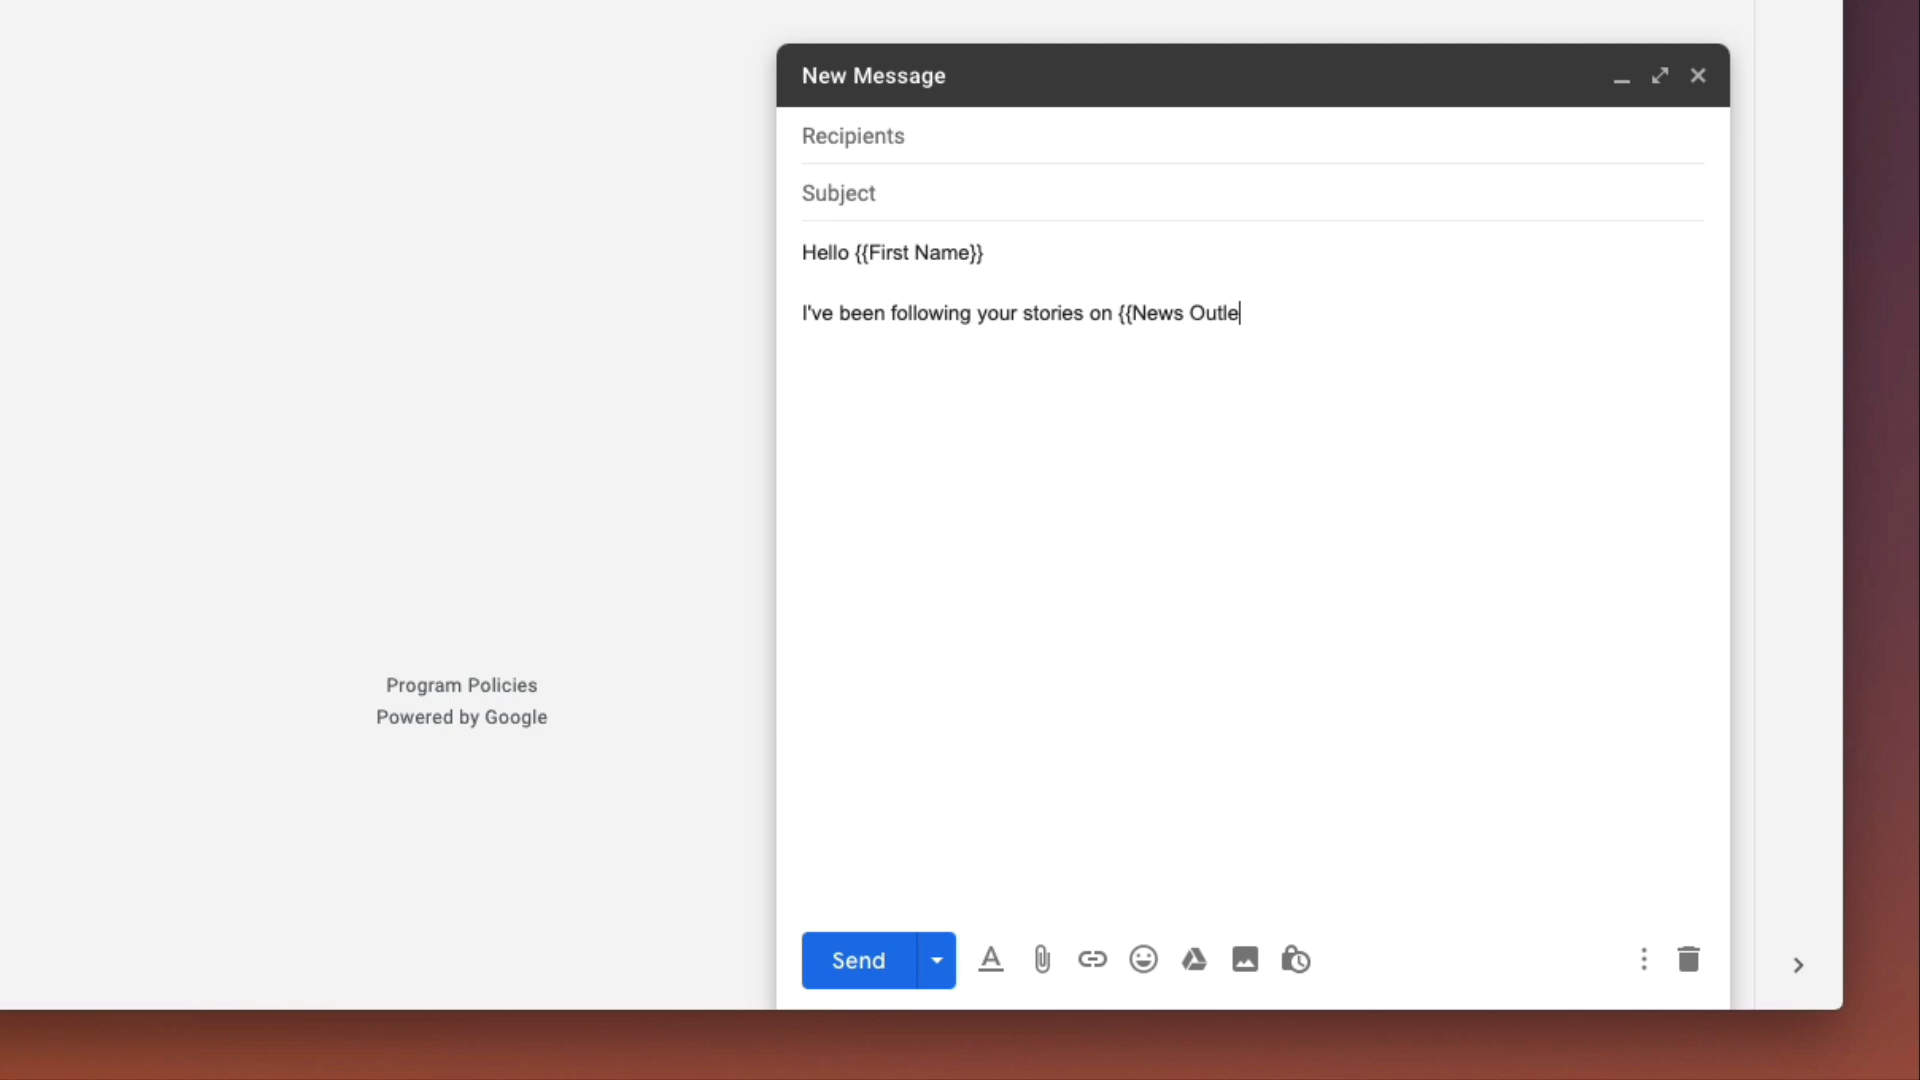 New Message
Recipients
Subject
Hello {{First Name}}
I've been following your stories on {{News Outle
Program Policies
Powered by Google
Send